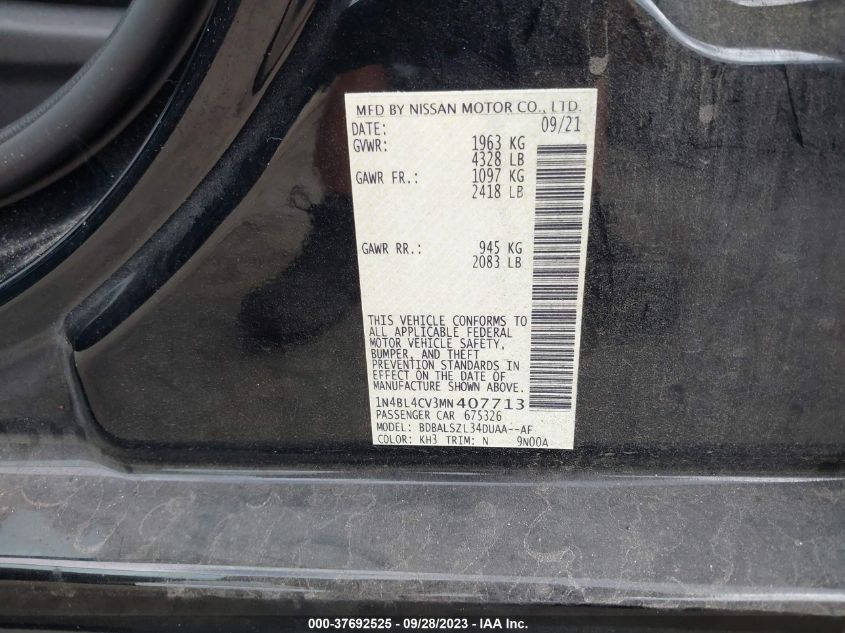 MFD BY NISSAN MOTOR CO., LTD.
DATE: 09/21
GVWR: 1963 KG
4328 LB
GAWR FR.: 1097 KG
2418 LB
GAWR RR.: 945 KG
2083 LB
THIS VEHICLE CONFORMS TO
ALL APPLICABLE FEDERAL
MOTOR VEHICLE SAFETY,
BUMPER, AND THEFT
PREVENTION STANDARDS IN
EFFECT ON THE DATE OF
MANUFACTURE SHOWN ABOVE.
1N4BL4CV3MN407713
PASSENGER CAR 675326
MODEL: BDBALSZL34DUAA--AF
COLOR: KH3 TRIM: N 9N00A
000-37692525 - 09/28/2023 - IAAI.com.